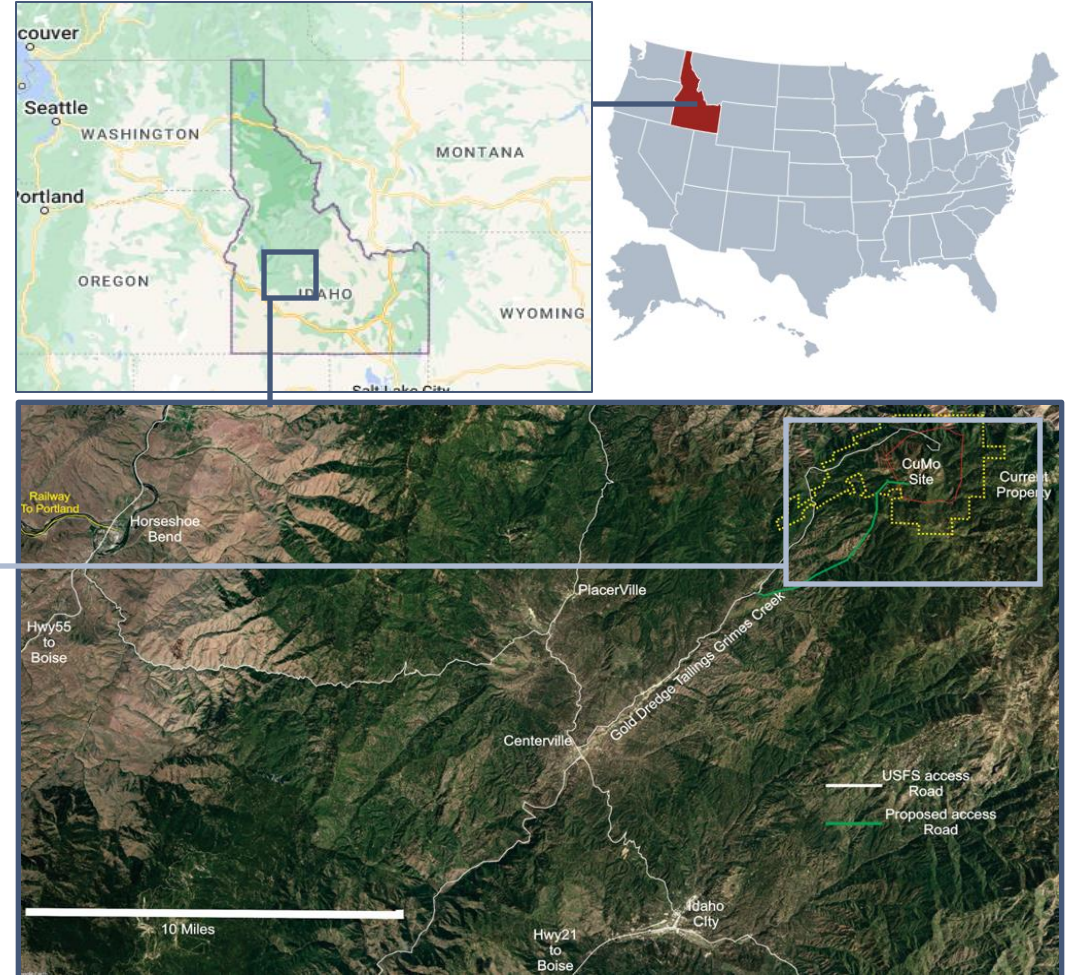 couver
Seattle
WASHINGTON
MONTANA
Portland
OREGON
IDAHO
WYOMING
Salt Lake City
Railway
To Portland
Horseshoe
Bend
CuMo
Site
Current
Property
Hwy55
to
Boise
PlacerVille
Gold Dredge Tailings Grimes Creek
Centerville
USFS access
Road
Proposed access
Road
10 Miles
Idaho
CIty
Hwy21
to
Boise